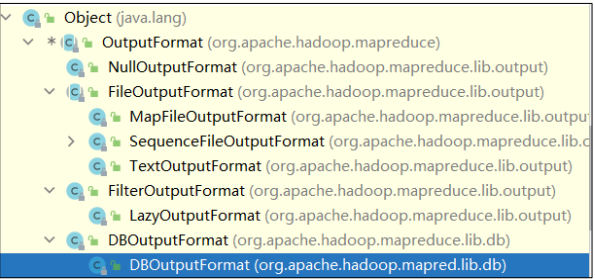 Object (java.lang)
* OutputFormat (org.apache.hadoop.mapreduce)
NullOutputFormat (org.apache.hadoop.mapreduce.lib.output)
FileOutputFormat (org.apache.hadoop.mapreduce.lib.output)
MapFileOutputFormat (org.apache.hadoop.mapreduce.lib.outpu
SequenceFileOutputFormat (org.apache.hadoop.mapreduce.lib.o
TextOutputFormat (org.apache.hadoop.mapreduce.lib.output)
FilterOutputFormat (org.apache.hadoop.mapreduce.lib.output)
LazyOutputFormat (org.apache.hadoop.mapreduce.lib.output)
DBOutputFormat (org.apache.hadoop.mapreduce.lib.db)
DBOutputFormat (org.apache.hadoop.mapred.lib.db)